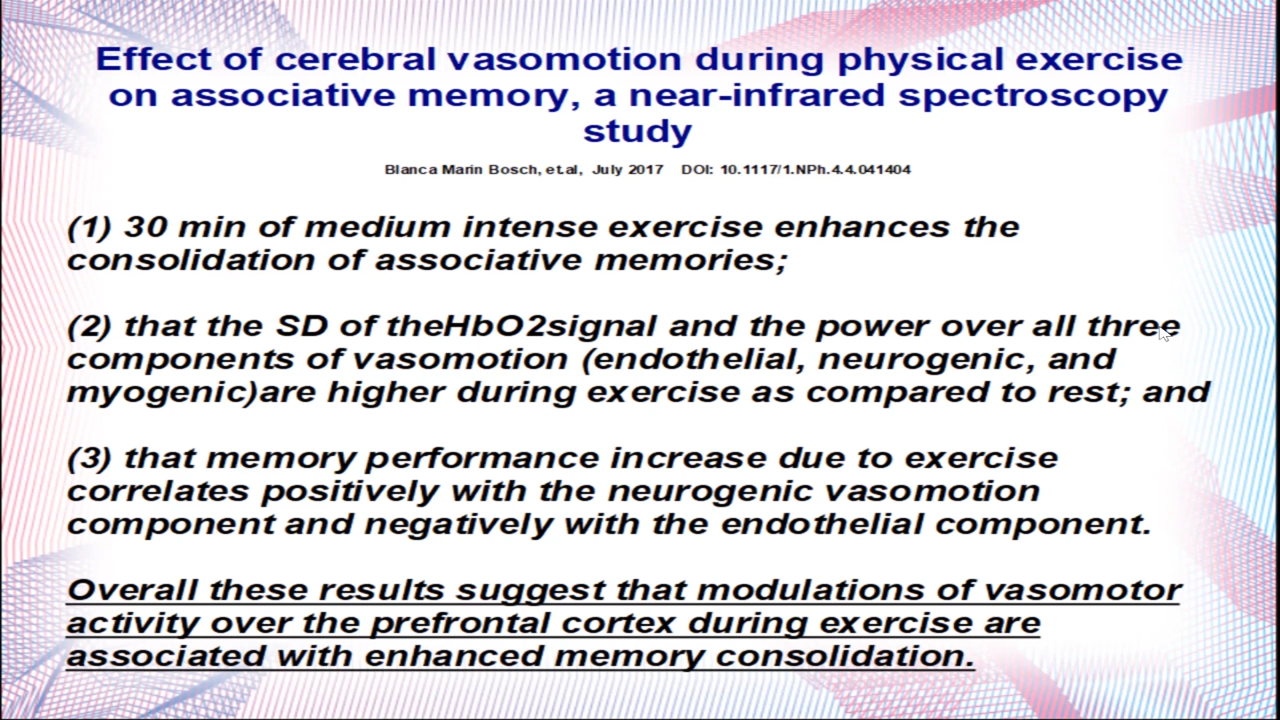 Effect of cerebral vasomotion during physical exercise
on associative memory, a near-infrared spectroscopy
study
Blanca Marin Bosch, et.al, July 2017 DOI: 10.1117/1.NPh.4.4.041404
(1) 30 min of medium intense exercise enhances the
consolidation of associative memories;
(2) that the SD of theHbO2signal and the power over all three
components of vasomotion (endothelial, neurogenic, and
myogenic)are higher during exercise as compared to rest; and
(3) that memory performance increase due to exercise
correlates positively with the neurogenic vasomotion
component and negatively with the endothelial component.
Overall these results suggest that modulations of vasomotor
activity over the prefrontal cortex during exercise are
associated with enhanced memory consolidation.